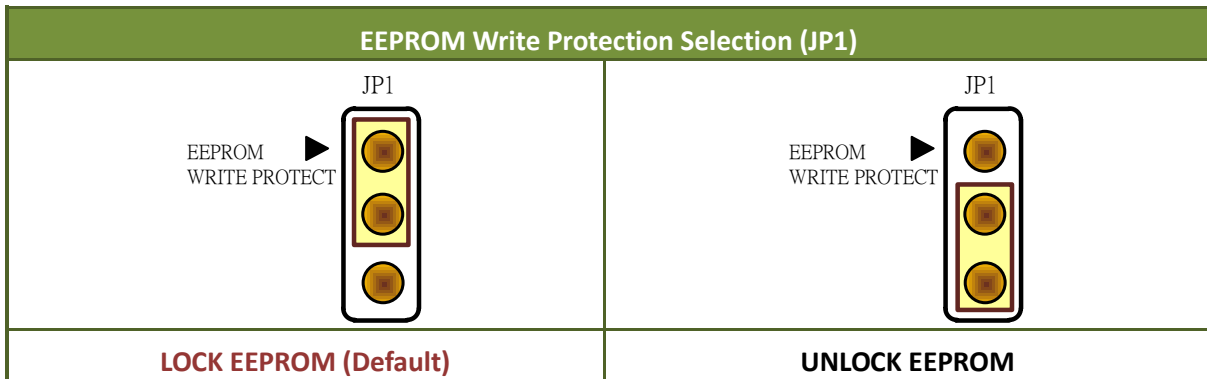 EEPROM Write Protection Selection (JP1)
JP1
EEPROM
WRITE PROTECT
JP1
EEPROM
WRITE PROTECT
LOCK EEPROM (Default)
UNLOCK EEPROM